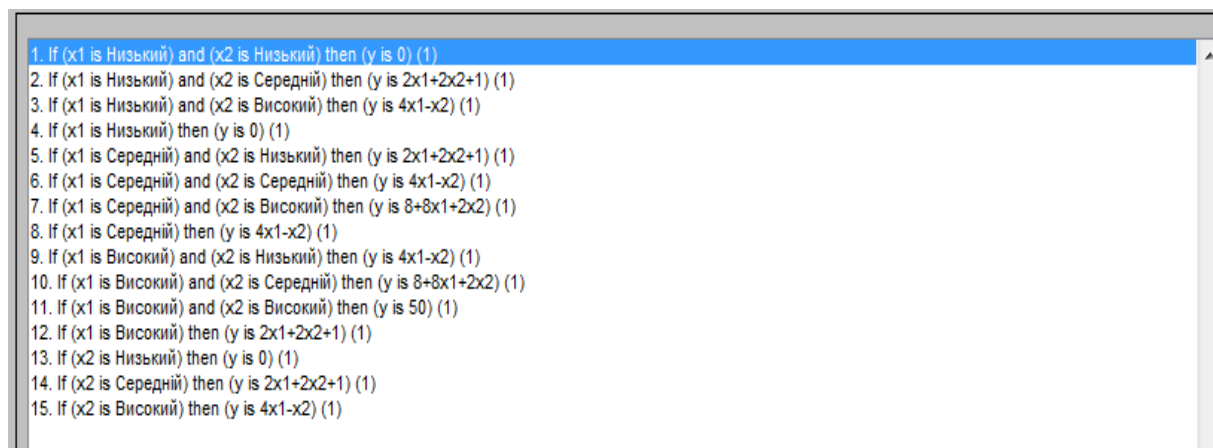 1. If (x1 is Низький) and (x2 is Низький) then (y is 0) (1)
2. If (x1 is Низький) and (x2 is Середній) then (y is 2x1+2x2+1) (1)
3. If (x1 is Низький) and (x2 is Високий) then (y is 4x1-x2) (1)
4. If (x1 is Низький) then (y is 0) (1)
5. If (x1 is Середній) and (x2 is Низький) then (y is 2x1+2x2+1) (1)
6. If (x1 is Середній) and (x2 is Середній) then (y is 4x1-x2) (1)
7. If (x1 is Середній) and (x2 is Високий) then (y is 8+8x1+2x2) (1)
8. If (x1 is Середній) then (y is 4x1-x2) (1)
9. If (x1 is Високий) and (x2 is Низький) then (y is 4x1-x2) (1)
10. If (x1 is Високий) and (x2 is Середній) then (y is 8+8x1+2x2) (1)
11. If (x1 is Високий) and (x2 is Високий) then (y is 50) (1)
12. If (x1 is Високий) then (y is 2x1+2x2+1) (1)
13. If (x2 is Низький) then (y is 0) (1)
14. If (x2 is Середній) then (y is 2x1+2x2+1) (1)
15. If (x2 is Високий) then (y is 4x1-x2) (1)